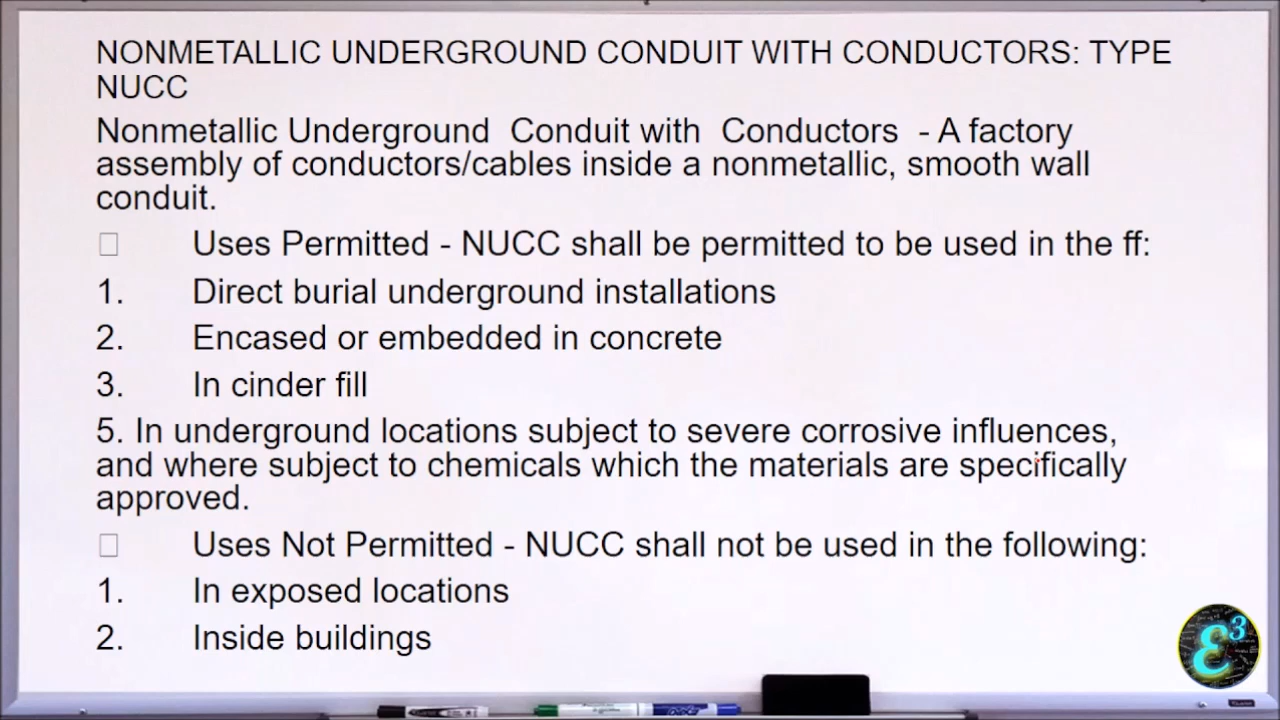 NONMETALLIC UNDERGROUND CONDUIT WITH CONDUCTORS: TYPE
NUCC
Nonmetallic Underground Conduit with Conductors - A factory
assembly of conductors/cables inside a nonmetallic, smooth wall
conduit.
Uses Permitted - NUCC shall be permitted to be used in the ff:
1. Direct burial underground installations
2. Encased or embedded in concrete
3. In cinder fill
5. In underground locations subject to severe corrosive influences,
and where subject to chemicals which the materials are specifically
approved.
Uses Not Permitted - NUCC shall not be used in the following:
1. In exposed locations
2. Inside buildings
ε3